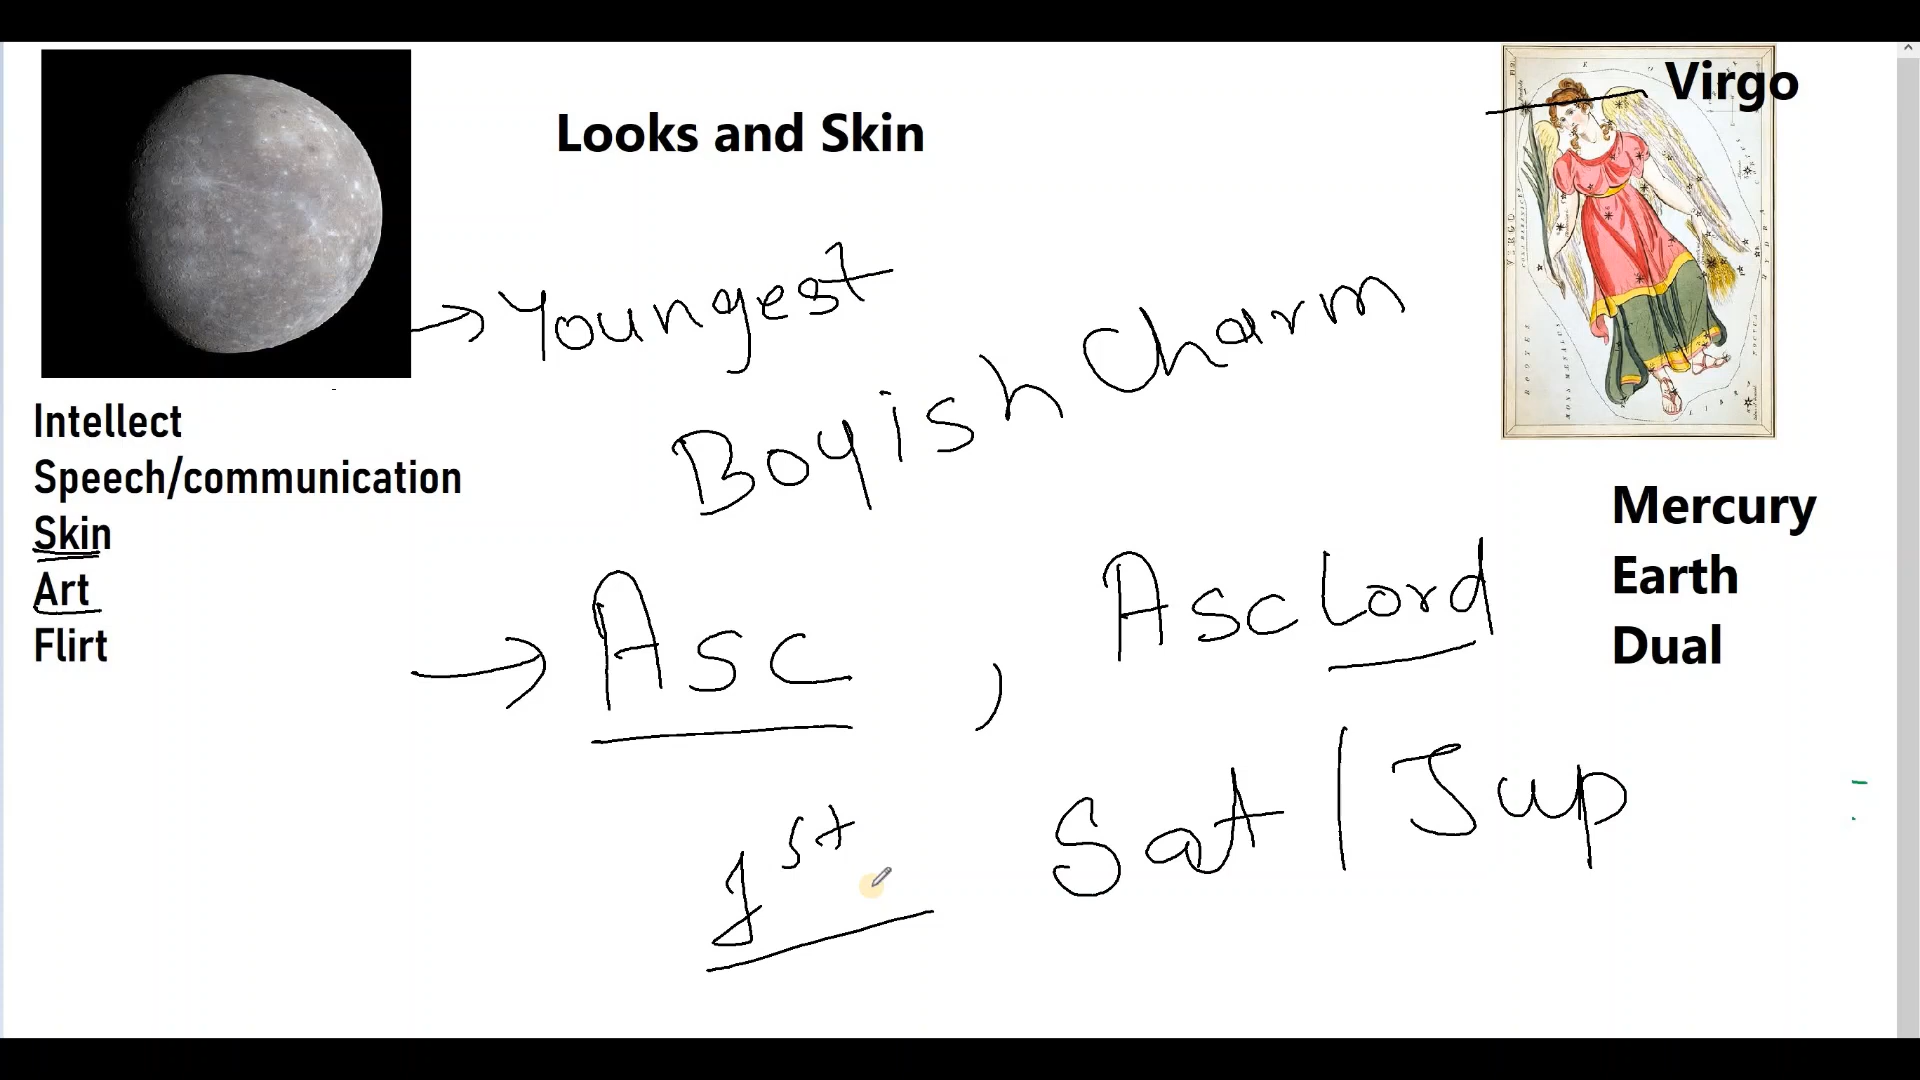 Looks and Skin
Virgo
Youngest
Boyish Charm
Intellect
Speech/communication
Skin
Art
Flirt
Mercury
Earth
Dual
Asc , Asc Lord
1st Sat / Jup